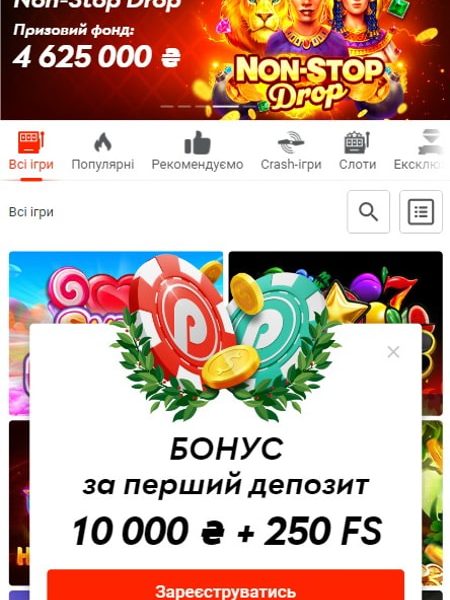 Non-Stop Drop
Призовий фонд:
4 625 000 ₴
NON-STOP
Drop
Всі ігри
Популярні
Рекомендуємо
Crash-ігри
Слоти
Ексклю
Всі ігри
БОНУС
за перший депозит
10 000 ₴ + 250 FS
Зареєструватись